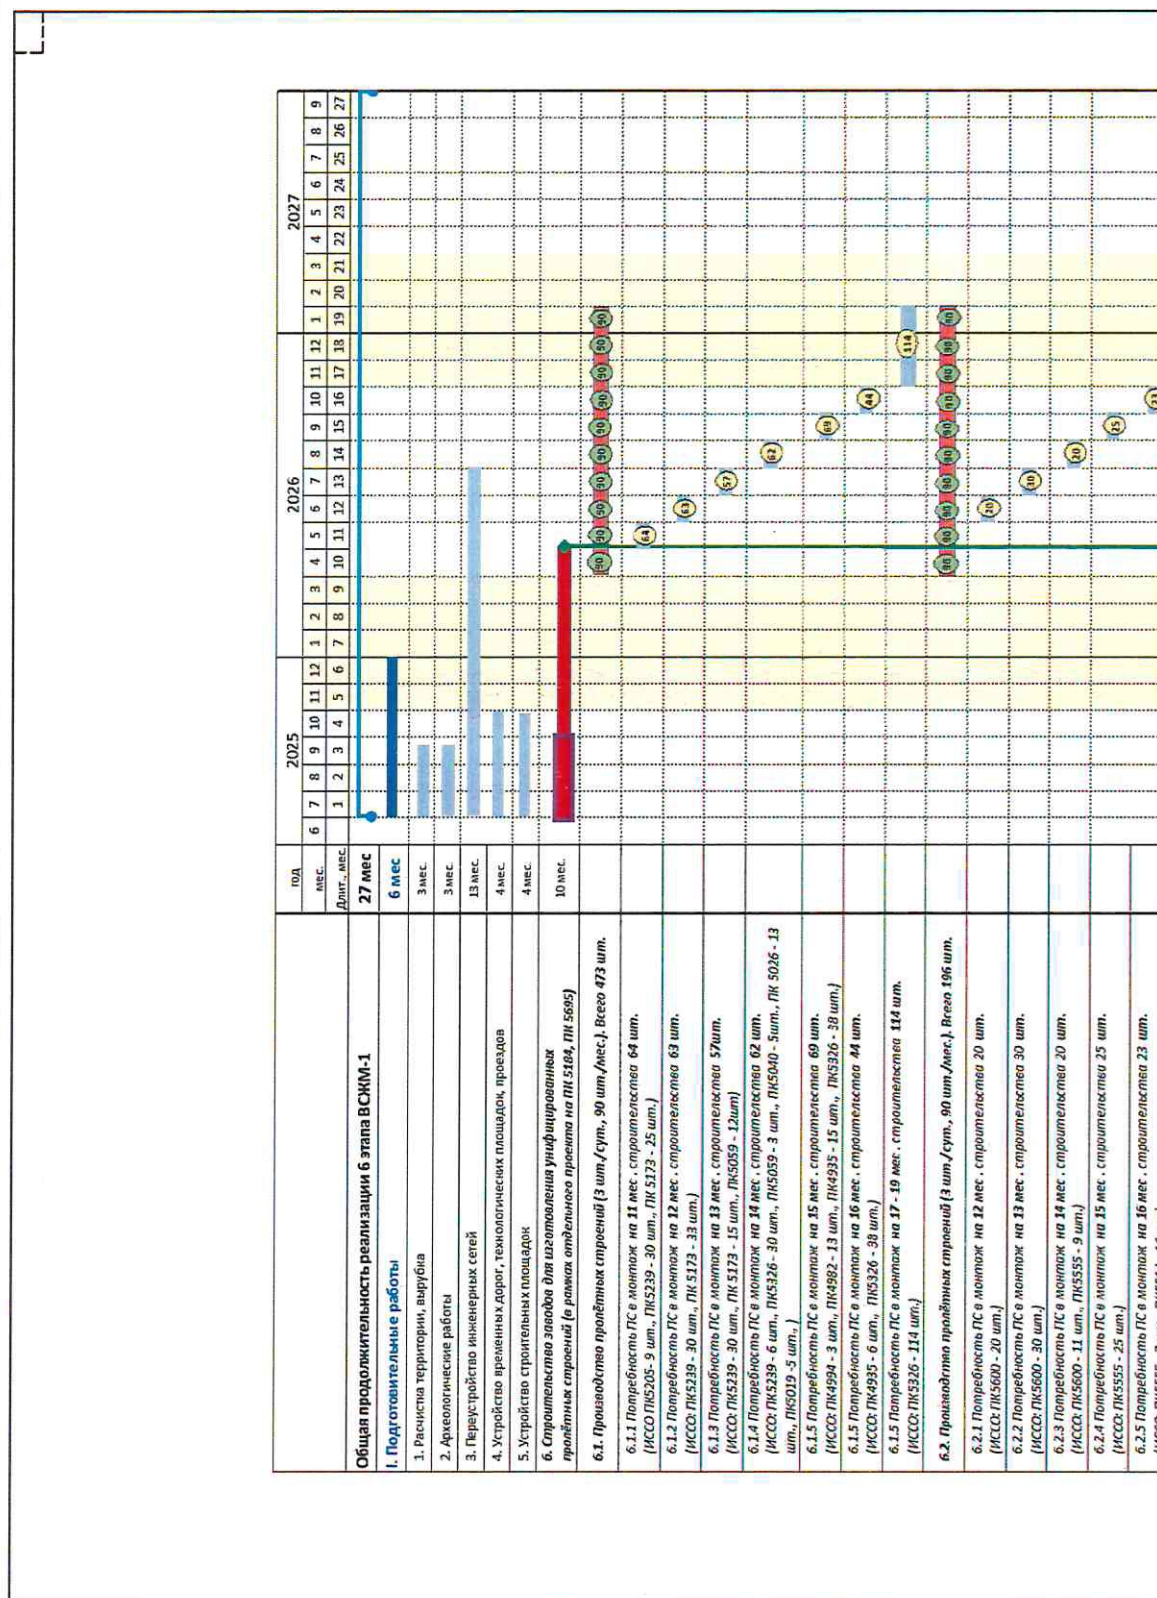 год 2025 2026 2027
мес. 6 7 8 9 10 11 12 1 2 3 4 5 6 7 8 9 10 11 12 1 2 3 4 5 6 7 8 9
Длит., мес. 1 2 3 4 5 6 7 8 9 10 11 12 13 14 15 16 17 18 19 20 21 22 23 24 25 26 27
Общая продолжительность реализации 6 этапа ВСЖМ-1 27 мес
I. Подготовительные работы 6 мес
1. Расчистка территории, вырубка 3 мес.
2. Археологические работы 3 мес.
3. Переустройство инженерных сетей 13 мес.
4. Устройство временных дорог, технологических площадок, проездов 4 мес.
5. Устройство строительных площадок 4 мес.
6. Строительство заводов для изготовления унифицированных
пролётных строений (в рамках отдельного проекта на ПК 5184, ПК 5695) 10 мес.
6.1. Производство пролётных строений (3 шт./сут., 90 шт./мес.). Всего 473 шт. 90 90 90 90 90 90 90 90 90 90
6.1.1 Потребность ПС в монтаж на 11 мес. строительства 64 шт. 64
(ИССО ПК5205- 9 шт., ПК5239 - 30 шт., ПК 5173 - 25 шт.)
6.1.2 Потребность ПС в монтаж на 12 мес. строительства 63 шт. 63
(ИССО: ПК5239 - 30 шт., ПК 5173 - 33 шт.)
6.1.3 Потребность ПС в монтаж на 13 мес. строительства 57шт. 57
(ИССО: ПК5239 - 30 шт., ПК 5173 - 15 шт., ПК5059 - 12шт)
6.1.4 Потребность ПС в монтаж на 14 мес. строительства 62 шт. 62
(ИССО: ПК5239 - 6 шт., ПК5326 - 30 шт., ПК5059 - 3 шт., ПК5040 - 5шт., ПК 5026 - 13
шт., ПК5019 -5 шт., )
6.1.5 Потребность ПС в монтаж на 15 мес. строительства 69 шт. 69
(ИССО: ПК4994 - 3 шт., ПК4982 - 13 шт., ПК4935 - 15 шт., ПК5326 - 38 шт.)
6.1.5 Потребность ПС в монтаж на 16 мес. строительства 44 шт. 44
(ИССО: ПК4935 - 6 шт., ПК5326 - 38 шт.)
6.1.5 Потребность ПС в монтаж на 17 - 19 мес. строительства 114 шт. 114
(ИССО: ПК5326 - 114 шт.)
6.2. Производство пролётных строений (3 шт./сут., 90 шт./мес.). Всего 196 шт. 90 90 90 90 90 90 90 90 90 90
6.2.1 Потребность ПС в монтаж на 12 мес. строительства 20 шт. 20
(ИССО: ПК5600 - 20 шт.)
6.2.2 Потребность ПС в монтаж на 13 мес. строительства 30 шт. 30
(ИССО: ПК5600 - 30 шт.)
6.2.3 Потребность ПС в монтаж на 14 мес. строительства 20 шт. 20
(ИССО: ПК5600 - 11 шт., ПК5555 - 9 шт.)
6.2.4 Потребность ПС в монтаж на 15 мес. строительства 25 шт. 25
(ИССО: ПК5555 - 25 шт.)
6.2.5 Потребность ПС в монтаж на 16 мес. строительства 23 шт. 23